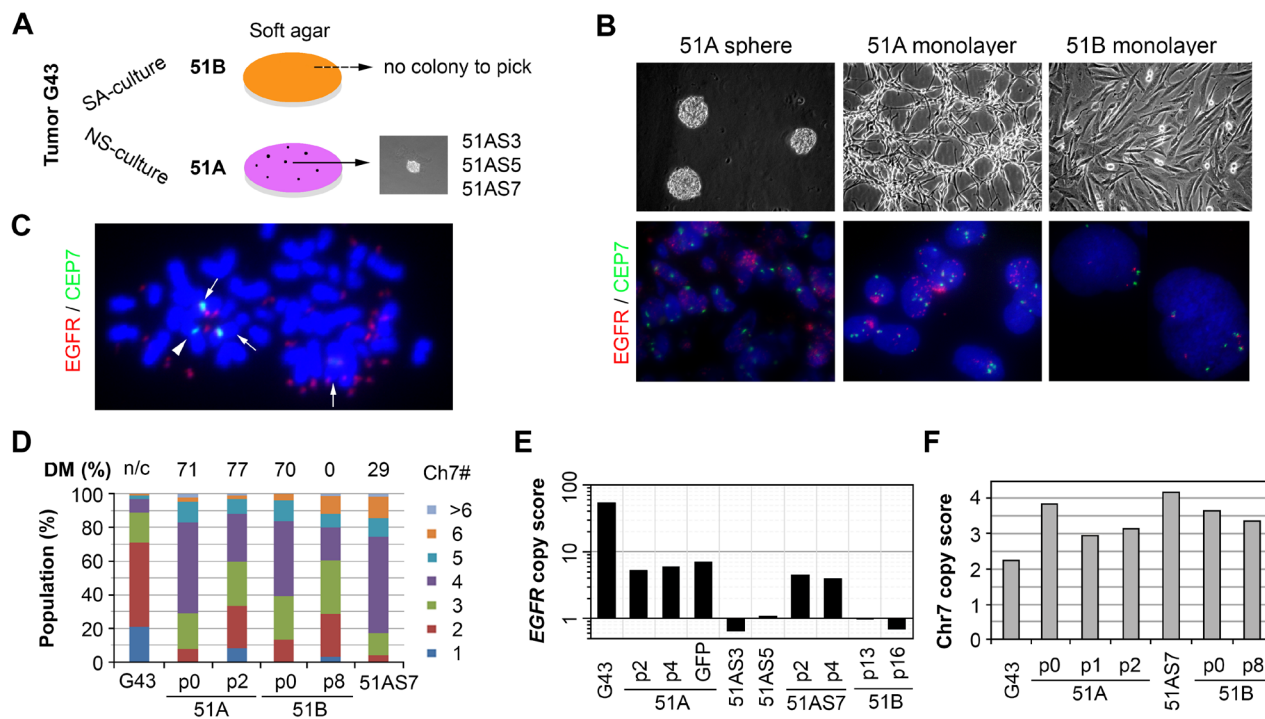 A
Soft agar
Tumor G43
SA-culture
51B
no colony to pick
NS-culture
51A
51AS3
51AS5
51AS7
B
51A sphere
51A monolayer
51B monolayer
EGFR / CEP7
C
EGFR / CEP7
D
DM (%)
n/c 71 77 70 0 29
Ch7#
Population (%)
100
80
60
40
20
0
>6
6
5
4
3
2
1
G43 p0 p2 p0 p8 51AS7
51A 51B
E
EGFR copy score
100
10
1
G43 p2 p4 GFP 51AS3 51AS5 p2 p4 p13 p16
51A 51AS7 51B
F
Chr7 copy score
4
3
2
1
0
G43 p0 p1 p2 51AS7 p0 p8
51A 51B